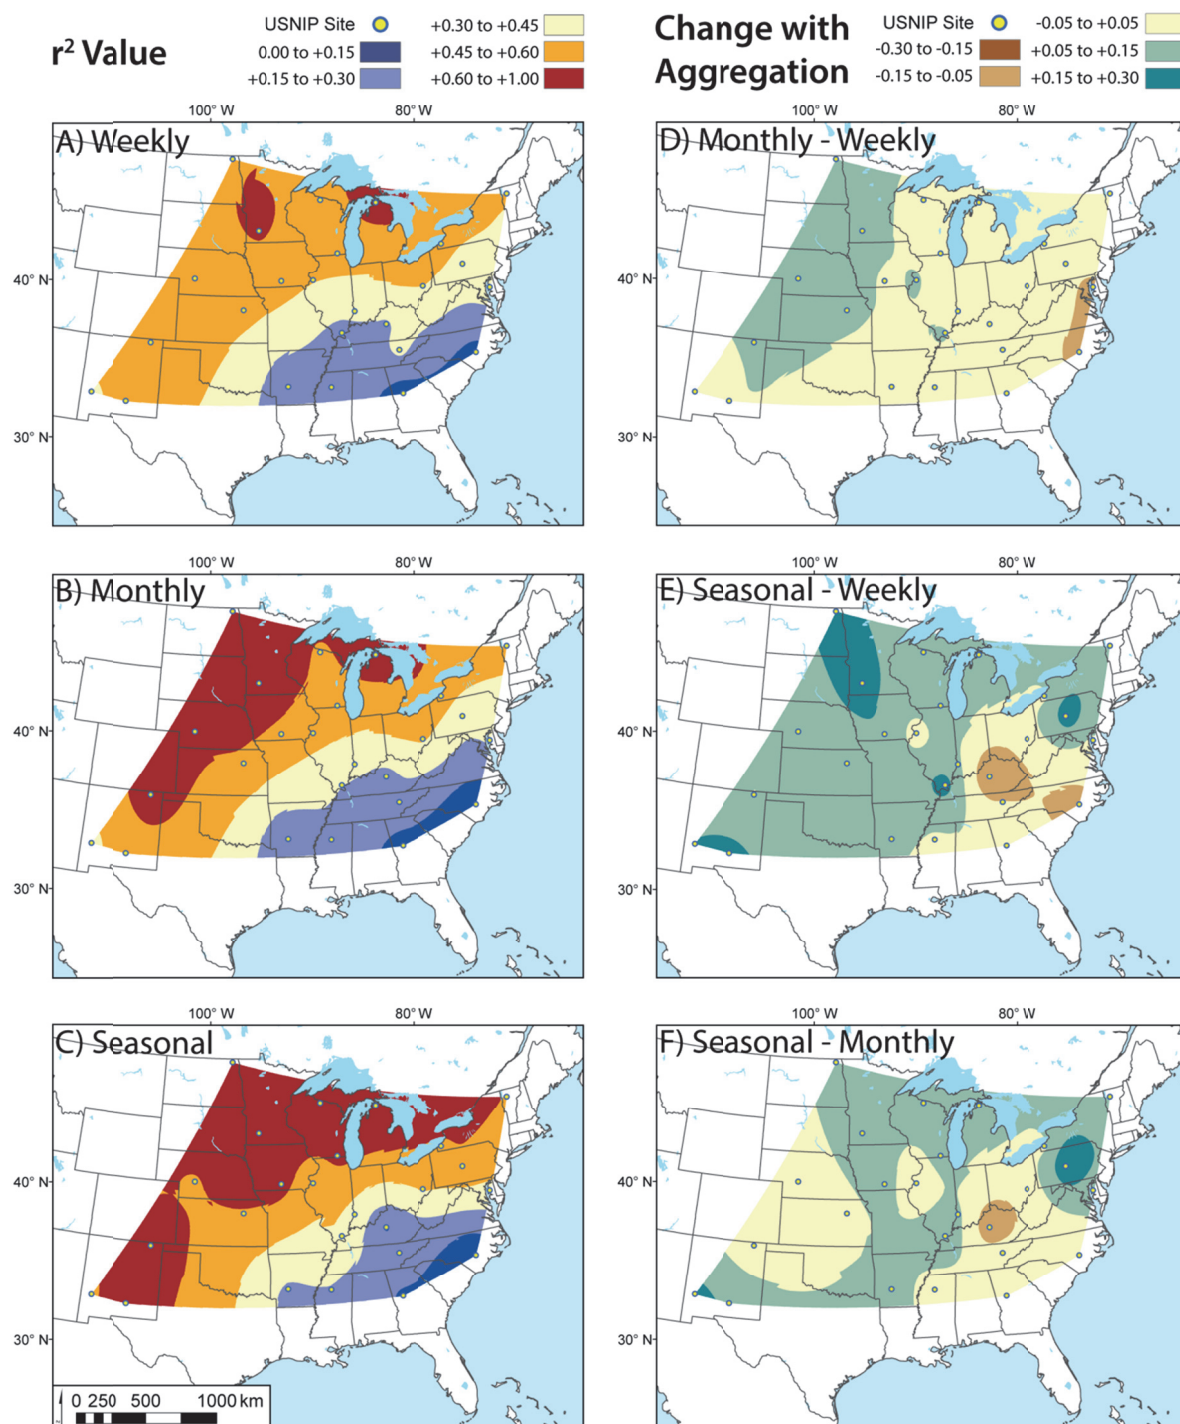 r² Value
USNIP Site
0.00 to +0.15
+0.15 to +0.30
+0.30 to +0.45
+0.45 to +0.60
+0.60 to +1.00
Change with
Aggregation
USNIP Site
-0.30 to -0.15
-0.15 to -0.05
-0.05 to +0.05
+0.05 to +0.15
+0.15 to +0.30
100° W 80° W
A) Weekly
40° N
30° N
100° W 80° W
D) Monthly - Weekly
40° N
30° N
100° W 80° W
B) Monthly
40° N
30° N
100° W 80° W
E) Seasonal - Weekly
40° N
30° N
100° W 80° W
C) Seasonal
40° N
30° N
0 250 500 1000 km
100° W 80° W
F) Seasonal - Monthly
40° N
30° N